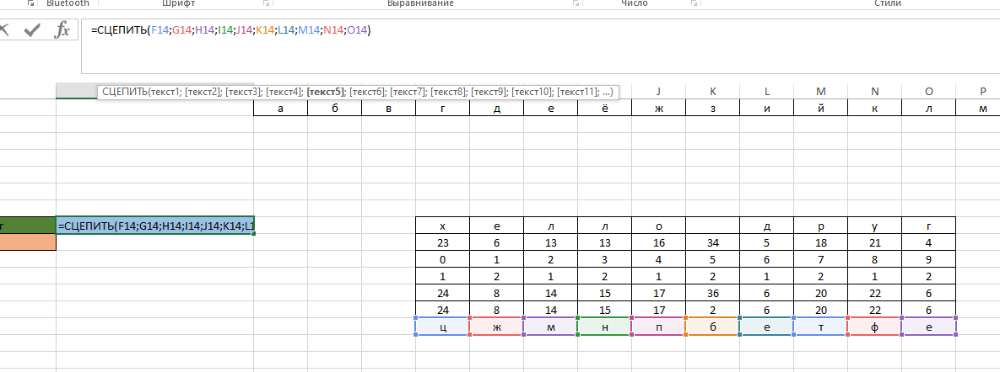 Bluetooth Шрифт Выравнивание Число Стили
fx =СЦЕПИТЬ(F14;G14;H14;I14;J14;K14;L14;M14;N14;O14)
СЦЕПИТЬ(текст1; [текст2]; [текст3]; [текст4]; [текст5]; [текст6]; [текст7]; [текст8]; [текст9]; [текст10]; [текст11]; ...)
J K L M N O P
а б в г д е ё ж з и й к л м
т =СЦЕПИТЬ(F14;G14;H14;I14;J14;K14;L1 х е л л о д р у г
23 6 13 13 16 34 5 18 21 4
0 1 2 3 4 5 6 7 8 9
1 2 1 2 1 2 1 2 1 2
24 8 14 15 17 36 6 20 22 6
24 8 14 15 17 2 6 20 22 6
ц ж м н п б е т ф е